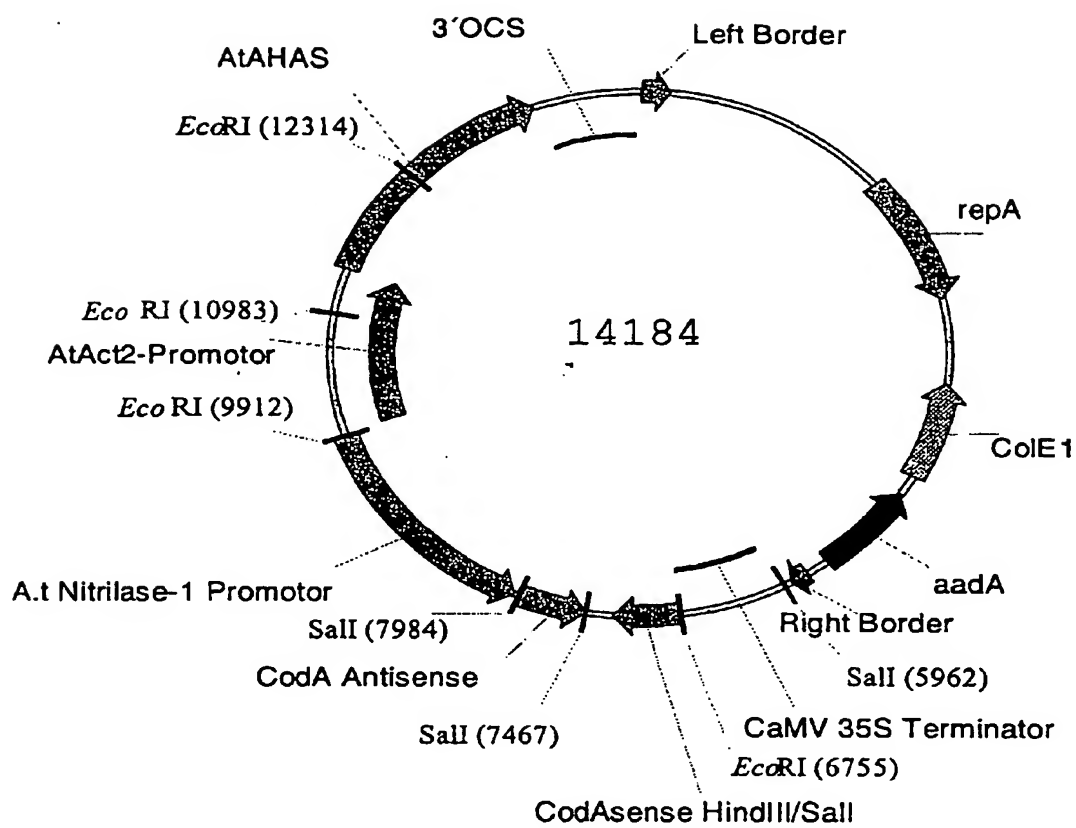 3´OCS
Left Border
AtAHAS
EcoRI (12314)
repA
Eco RI (10983)
14184
AtAct2-Promotor
Eco RI (9912)
ColE1
A.t Nitrilase-1 Promotor
aadA
SalI (7984)
Right Border
CodA Antisense
SalI (5962)
SalI (7467)
CaMV 35S Terminator
EcoRI (6755)
CodAsense HindIII/SalI